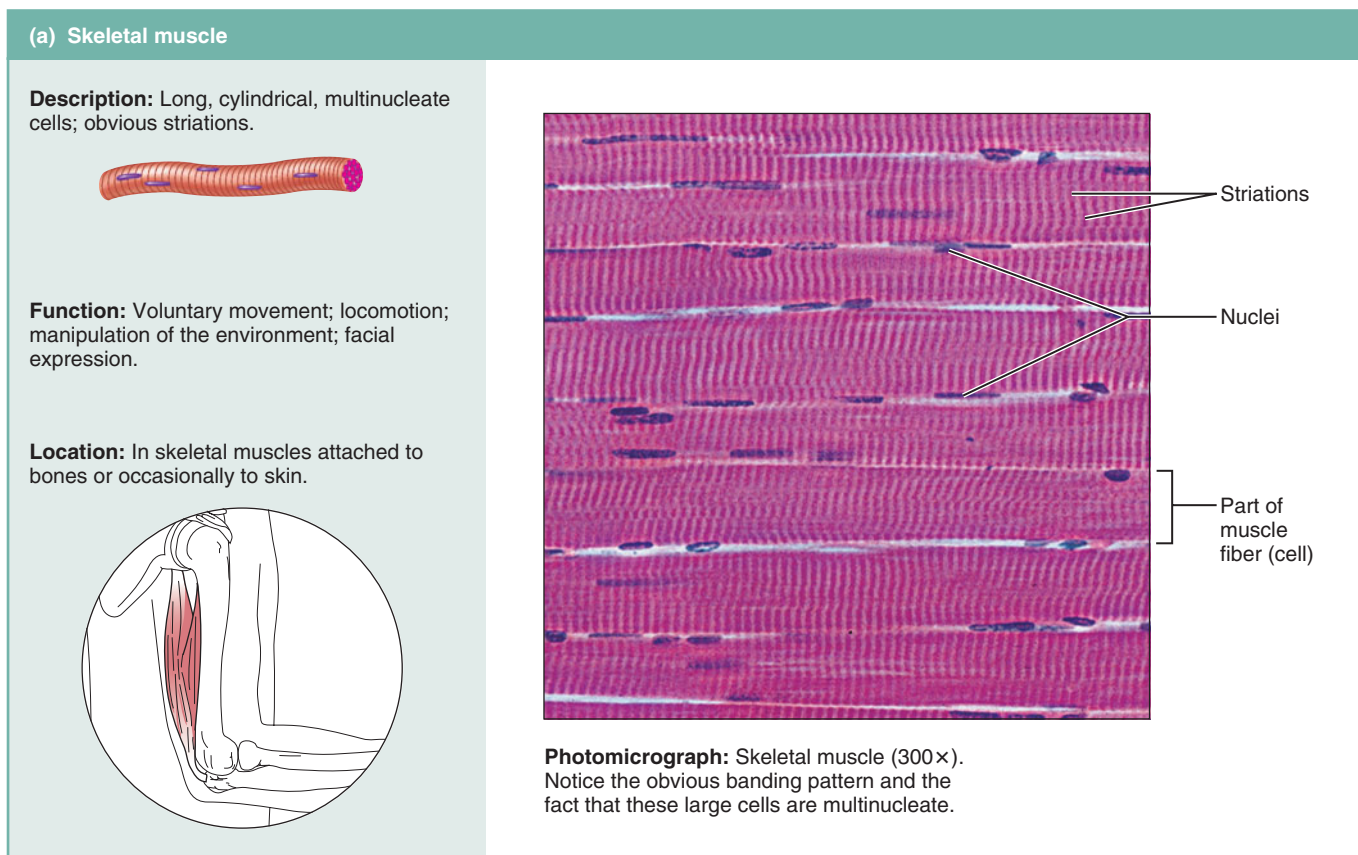 (a) Skeletal muscle
Description: Long, cylindrical, multinucleate
cells; obvious striations.
Function: Voluntary movement; locomotion;
manipulation of the environment; facial
expression.
Location: In skeletal muscles attached to
bones or occasionally to skin.
Striations
Nuclei
Part of
muscle
fiber (cell)
Photomicrograph: Skeletal muscle (300×).
Notice the obvious banding pattern and the
fact that these large cells are multinucleate.